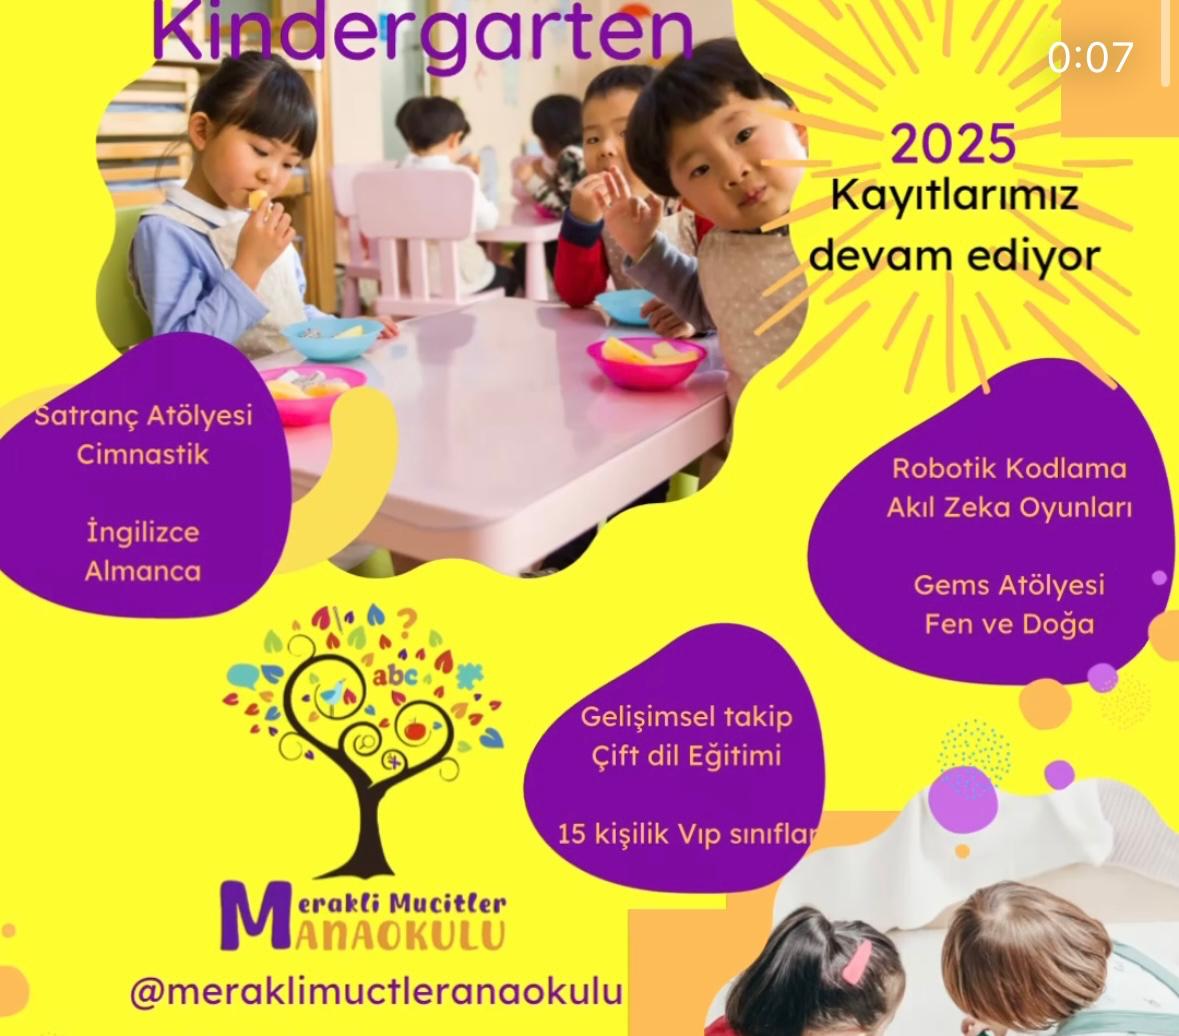 Kindergarten
0:07
2025
Kayıtlarımız
devam ediyor
Satranç Atölyesi
Cimnastik
İngilizce
Almanca
Robotik Kodlama
Akıl Zeka Oyunları
Gems Atölyesi
Fen ve Doğa
?
abc
Gelişimsel takip
Çift dil Eğitimi
15 kişilik Vıp sınıflar
Merakli Mucitler
ANAOKULU
@meraklimuctleranaokulu